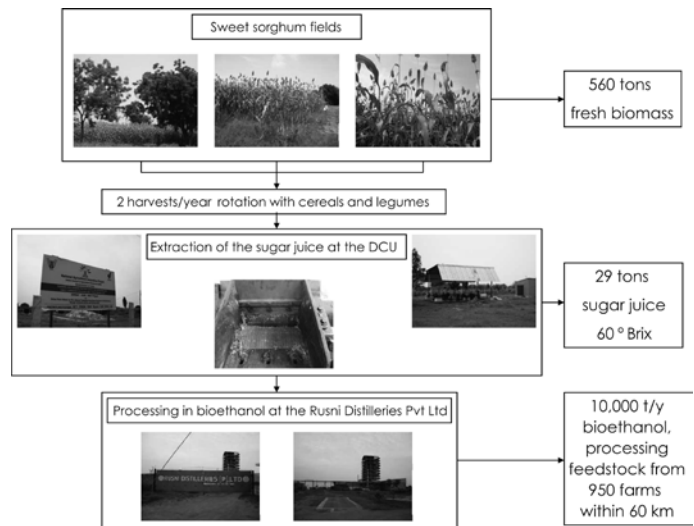 Sweet sorghum fields
560 tons
fresh biomass
2 harvests/year rotation with cereals and legumes
Extraction of the sugar juice at the DCU
29 tons
sugar juice
60 º Brix
Processing in bioethanol at the Rusni Distilleries Pvt Ltd
10,000 t/y
bioethanol,
processing
feedstock from
950 farms
within 60 km
DISTILLERIES